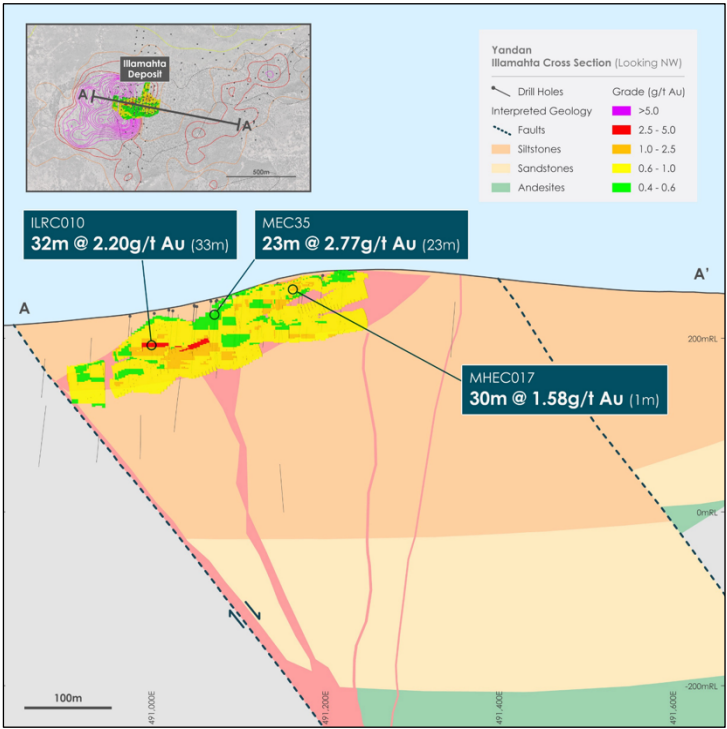 Illamahta
Deposit
A
A'
500m
Yandan
Illamahta Cross Section (Looking NW)
Drill Holes
Grade (g/t Au)
Interpreted Geology
>5.0
Faults
2.5 - 5.0
Siltstones
1.0 - 2.5
Sandstones
0.6 - 1.0
Andesites
0.4 - 0.6
ILRC010
32m @ 2.20g/t Au (33m)
MEC35
23m @ 2.77g/t Au (23m)
A
A'
200mRL
MHEC017
30m @ 1.58g/t Au (1m)
0mRL
-200mRL
100m
491,000E
491,200E
491,400E
491,600E